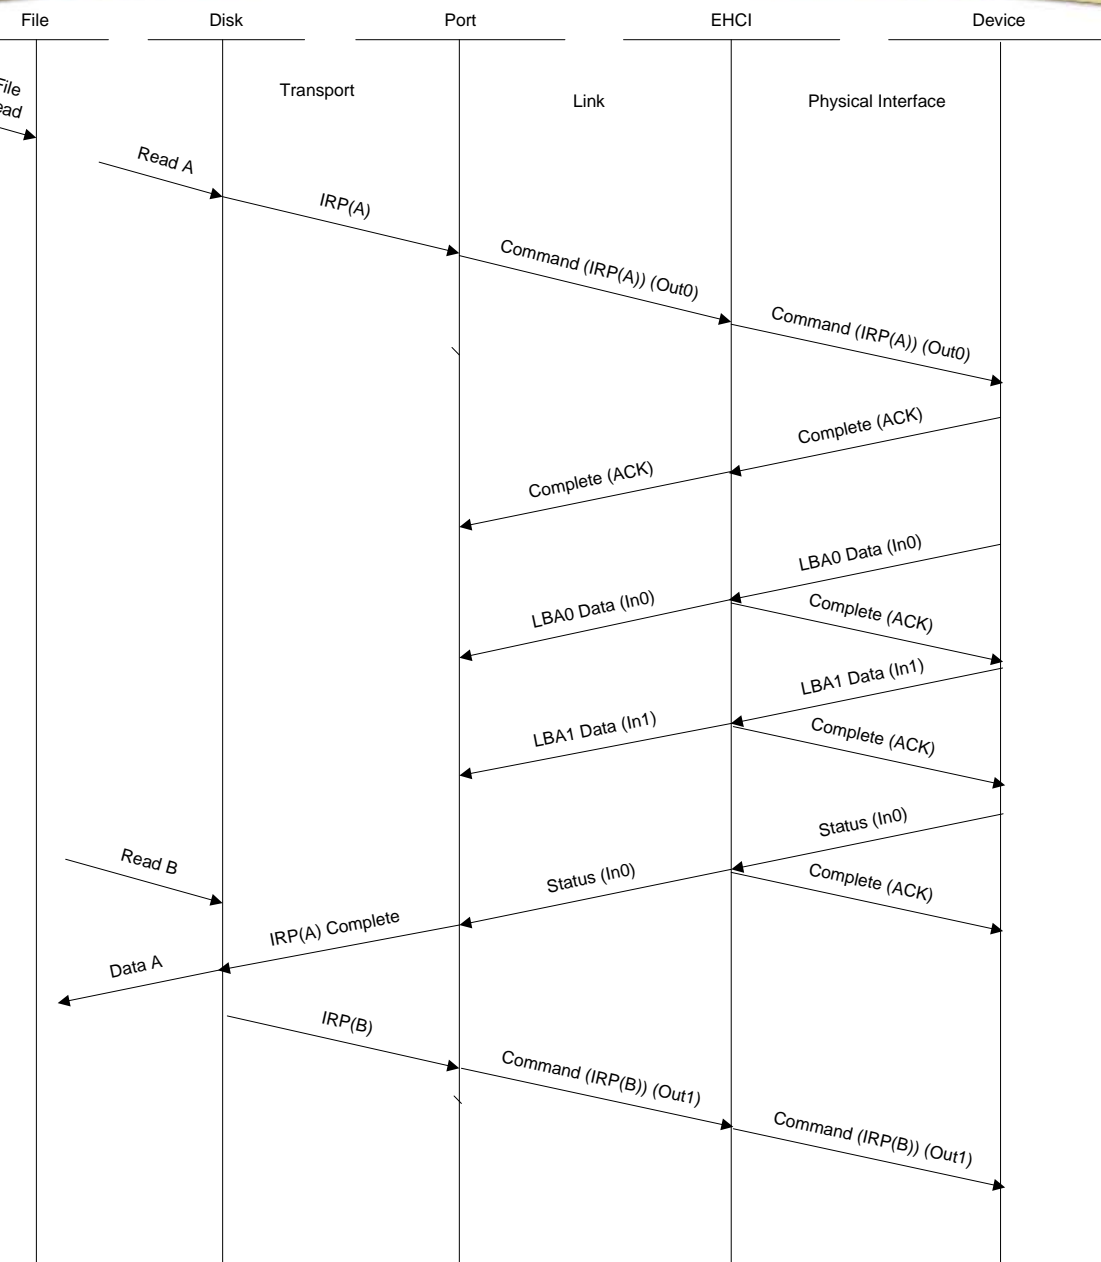 File
Disk
Port
EHCI
Device
Transport
Link
Physical Interface
File
Read A
IRP(A)
Command (IRP(A)) (Out0)
Command (IRP(A)) (Out0)
Complete (ACK)
Complete (ACK)
LBA0 Data (In0)
LBA0 Data (In0)
Complete (ACK)
LBA1 Data (In1)
LBA1 Data (In1)
Complete (ACK)
Status (In0)
Read B
Status (In0)
Complete (ACK)
IRP(A) Complete
Data A
IRP(B)
Command (IRP(B)) (Out1)
Command (IRP(B)) (Out1)